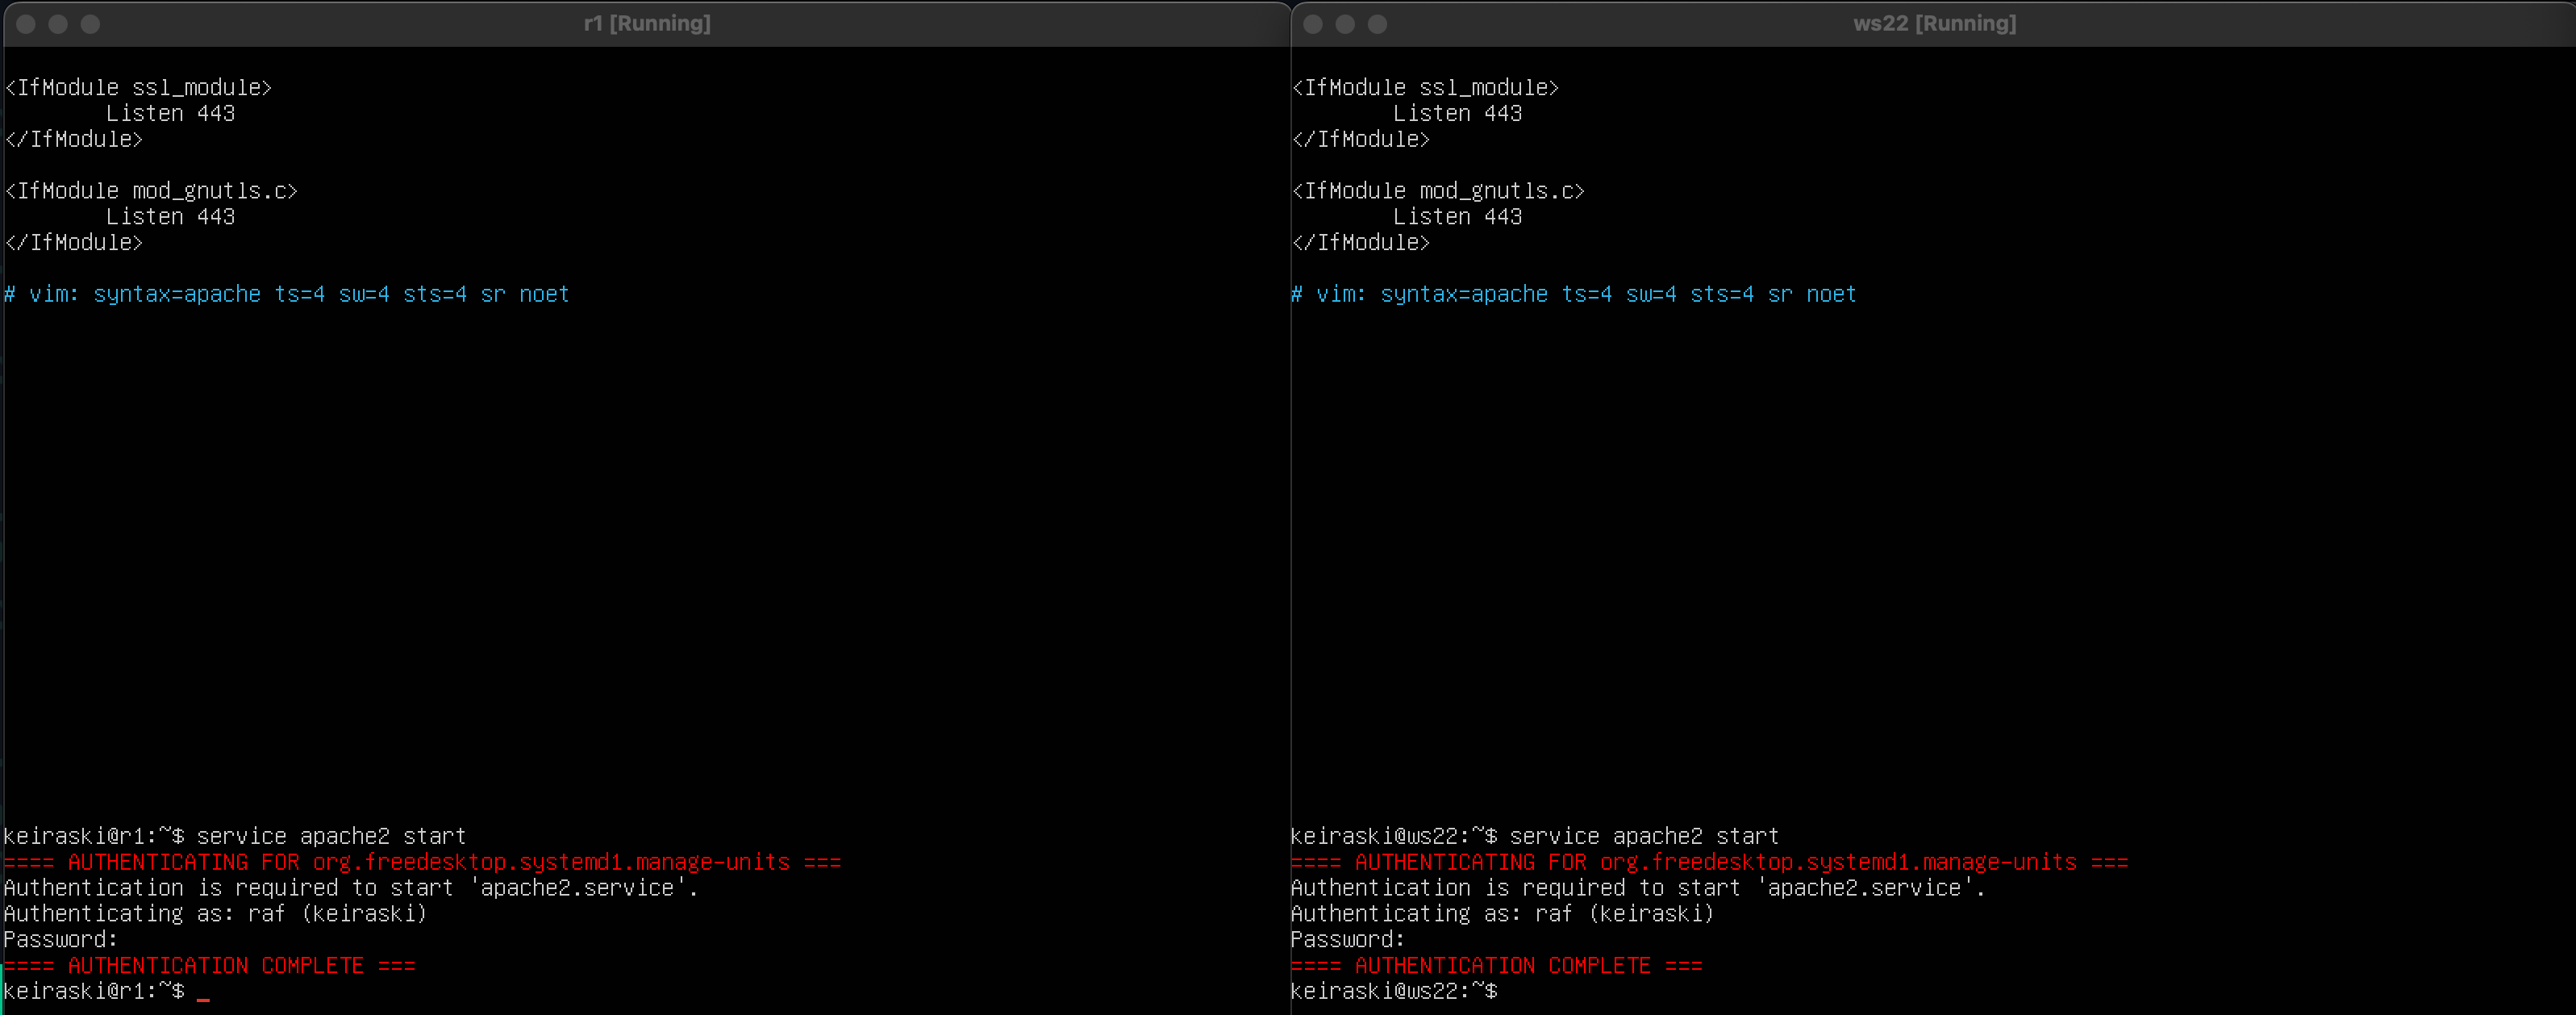 r1 [Running]
<IfModule ssl_module>
Listen 443
</IfModule>
<IfModule mod_gnutls.c>
Listen 443
</IfModule>
# vim: syntax=apache ts=4 sw=4 sts=4 sr noet
keiraski@r1:~$ service apache2 start
==== AUTHENTICATING FOR org.freedesktop.systemd1.manage-units ===
Authentication is required to start 'apache2.service'.
Authenticating as: raf (keiraski)
Password:
==== AUTHENTICATION COMPLETE ===
keiraski@r1:~$ _
ws22 [Running]
<IfModule ssl_module>
Listen 443
</IfModule>
<IfModule mod_gnutls.c>
Listen 443
</IfModule>
# vim: syntax=apache ts=4 sw=4 sts=4 sr noet
keiraski@ws22:~$ service apache2 start
==== AUTHENTICATING FOR org.freedesktop.systemd1.manage-units ===
Authentication is required to start 'apache2.service'.
Authenticating as: raf (keiraski)
Password:
==== AUTHENTICATION COMPLETE ===
keiraski@ws22:~$